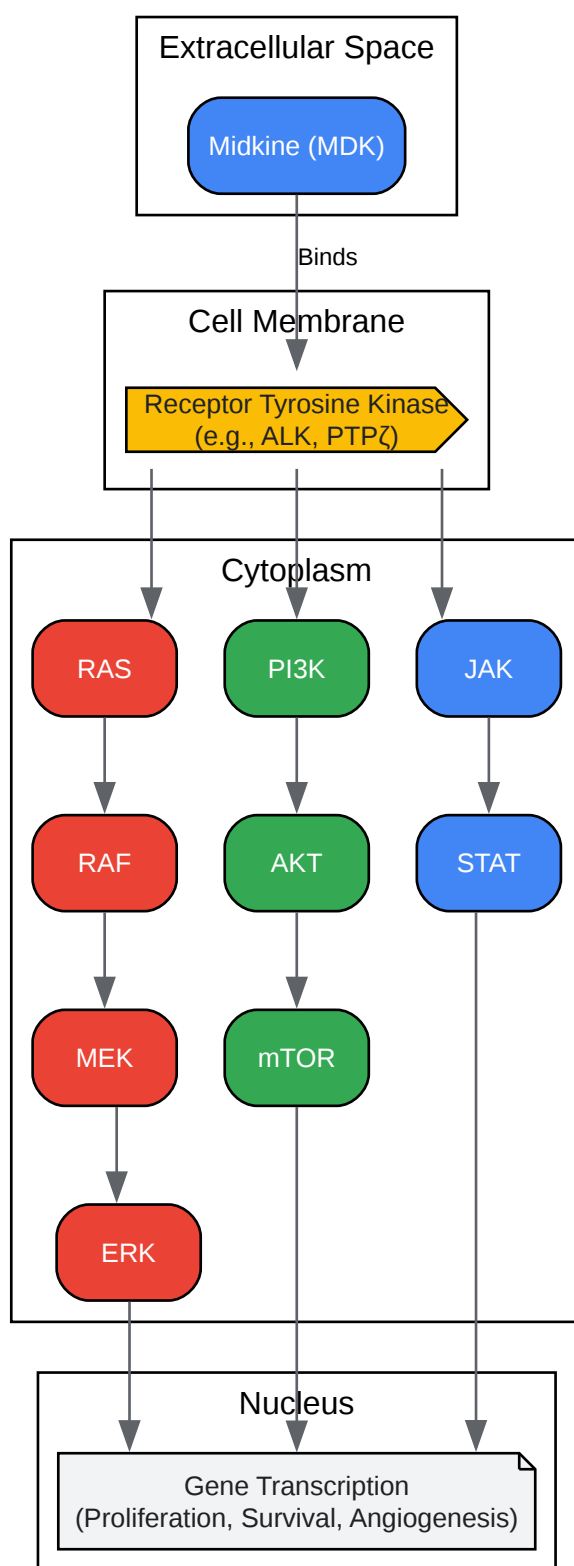 Extracellular Space
Midkine (MDK)
Binds
Cell Membrane
Receptor Tyrosine Kinase
(e.g., ALK, PTPζ)
Cytoplasm
RAS
PI3K
JAK
RAF
AKT
STAT
MEK
mTOR
ERK
Nucleus
Gene Transcription
(Proliferation, Survival, Angiogenesis)